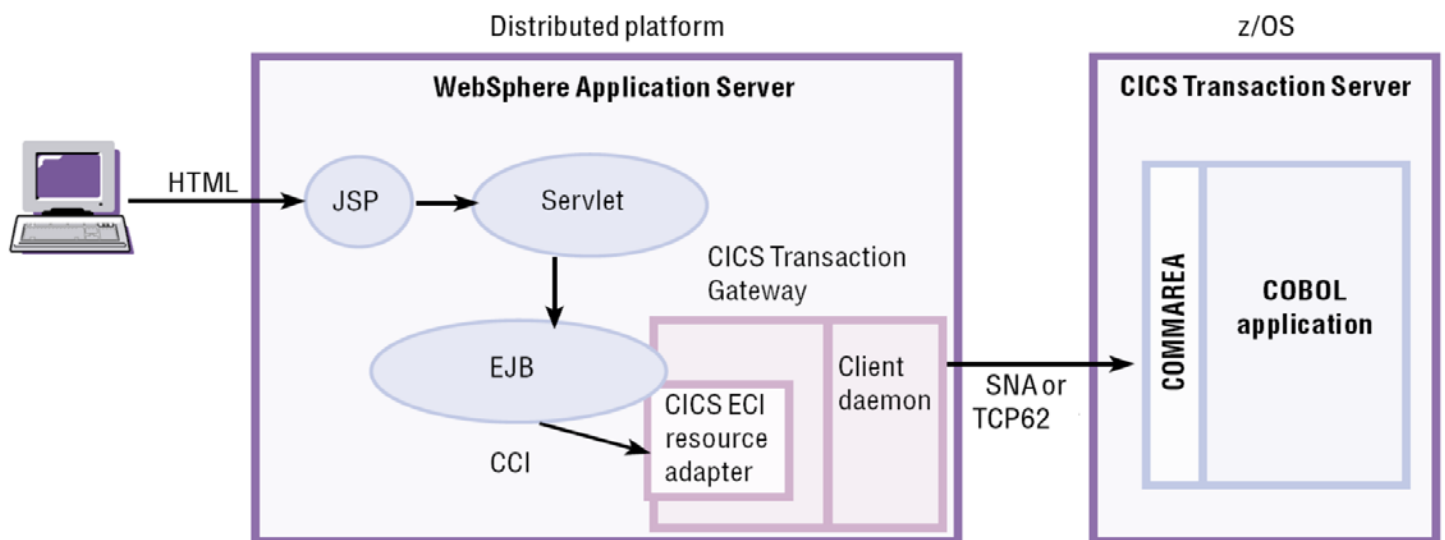 Distributed platform
z/OS
WebSphere Application Server
CICS Transaction Server
HTML
JSP
Servlet
CICS Transaction
Gateway
EJB
CICS ECI
resource
adapter
Client
daemon
CCI
SNA or
TCP62
COMMAREA
COBOL
application